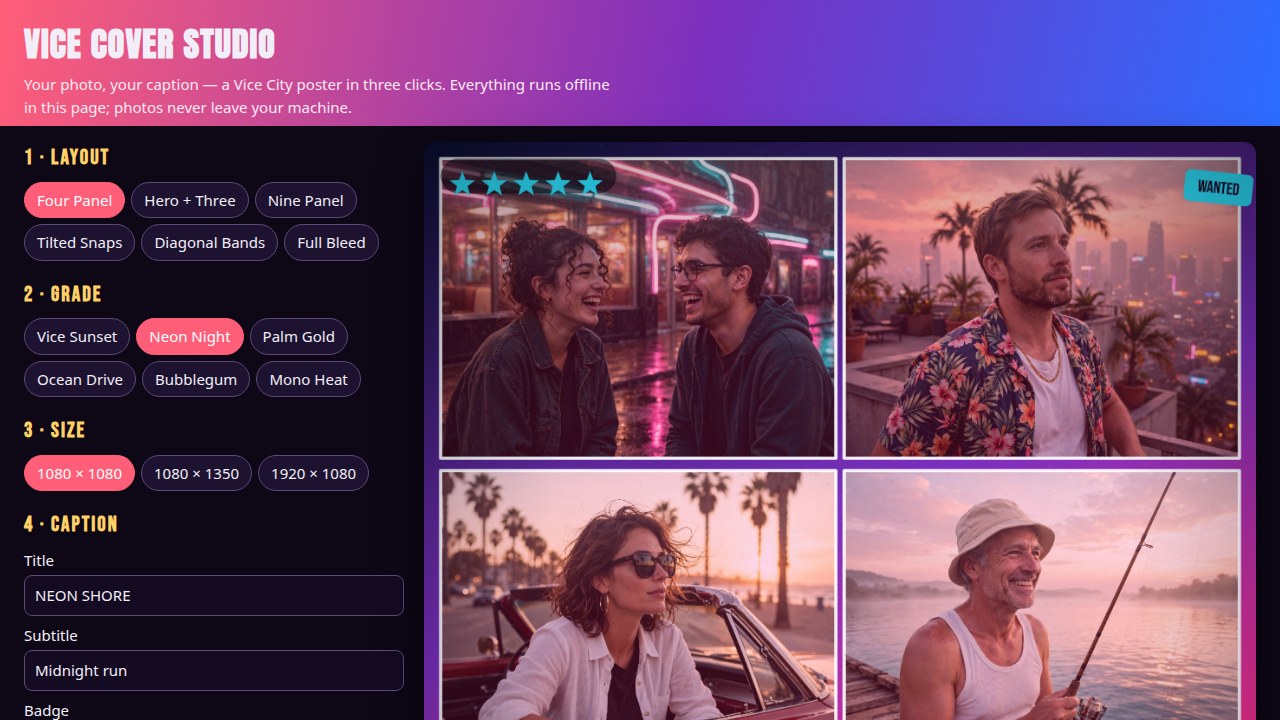 VICE COVER STUDIO
Your photo, your caption — a Vice City poster in three clicks. Everything runs offline
in this page; photos never leave your machine.
1 · LAYOUT
Four Panel
Hero + Three
Nine Panel
Tilted Snaps
Diagonal Bands
Full Bleed
2 · GRADE
Vice Sunset
Neon Night
Palm Gold
Ocean Drive
Bubblegum
Mono Heat
3 · SIZE
1080 × 1080
1080 × 1350
1920 × 1080
4 · CAPTION
Title
NEON SHORE
Subtitle
Midnight run
Badge
WANTED